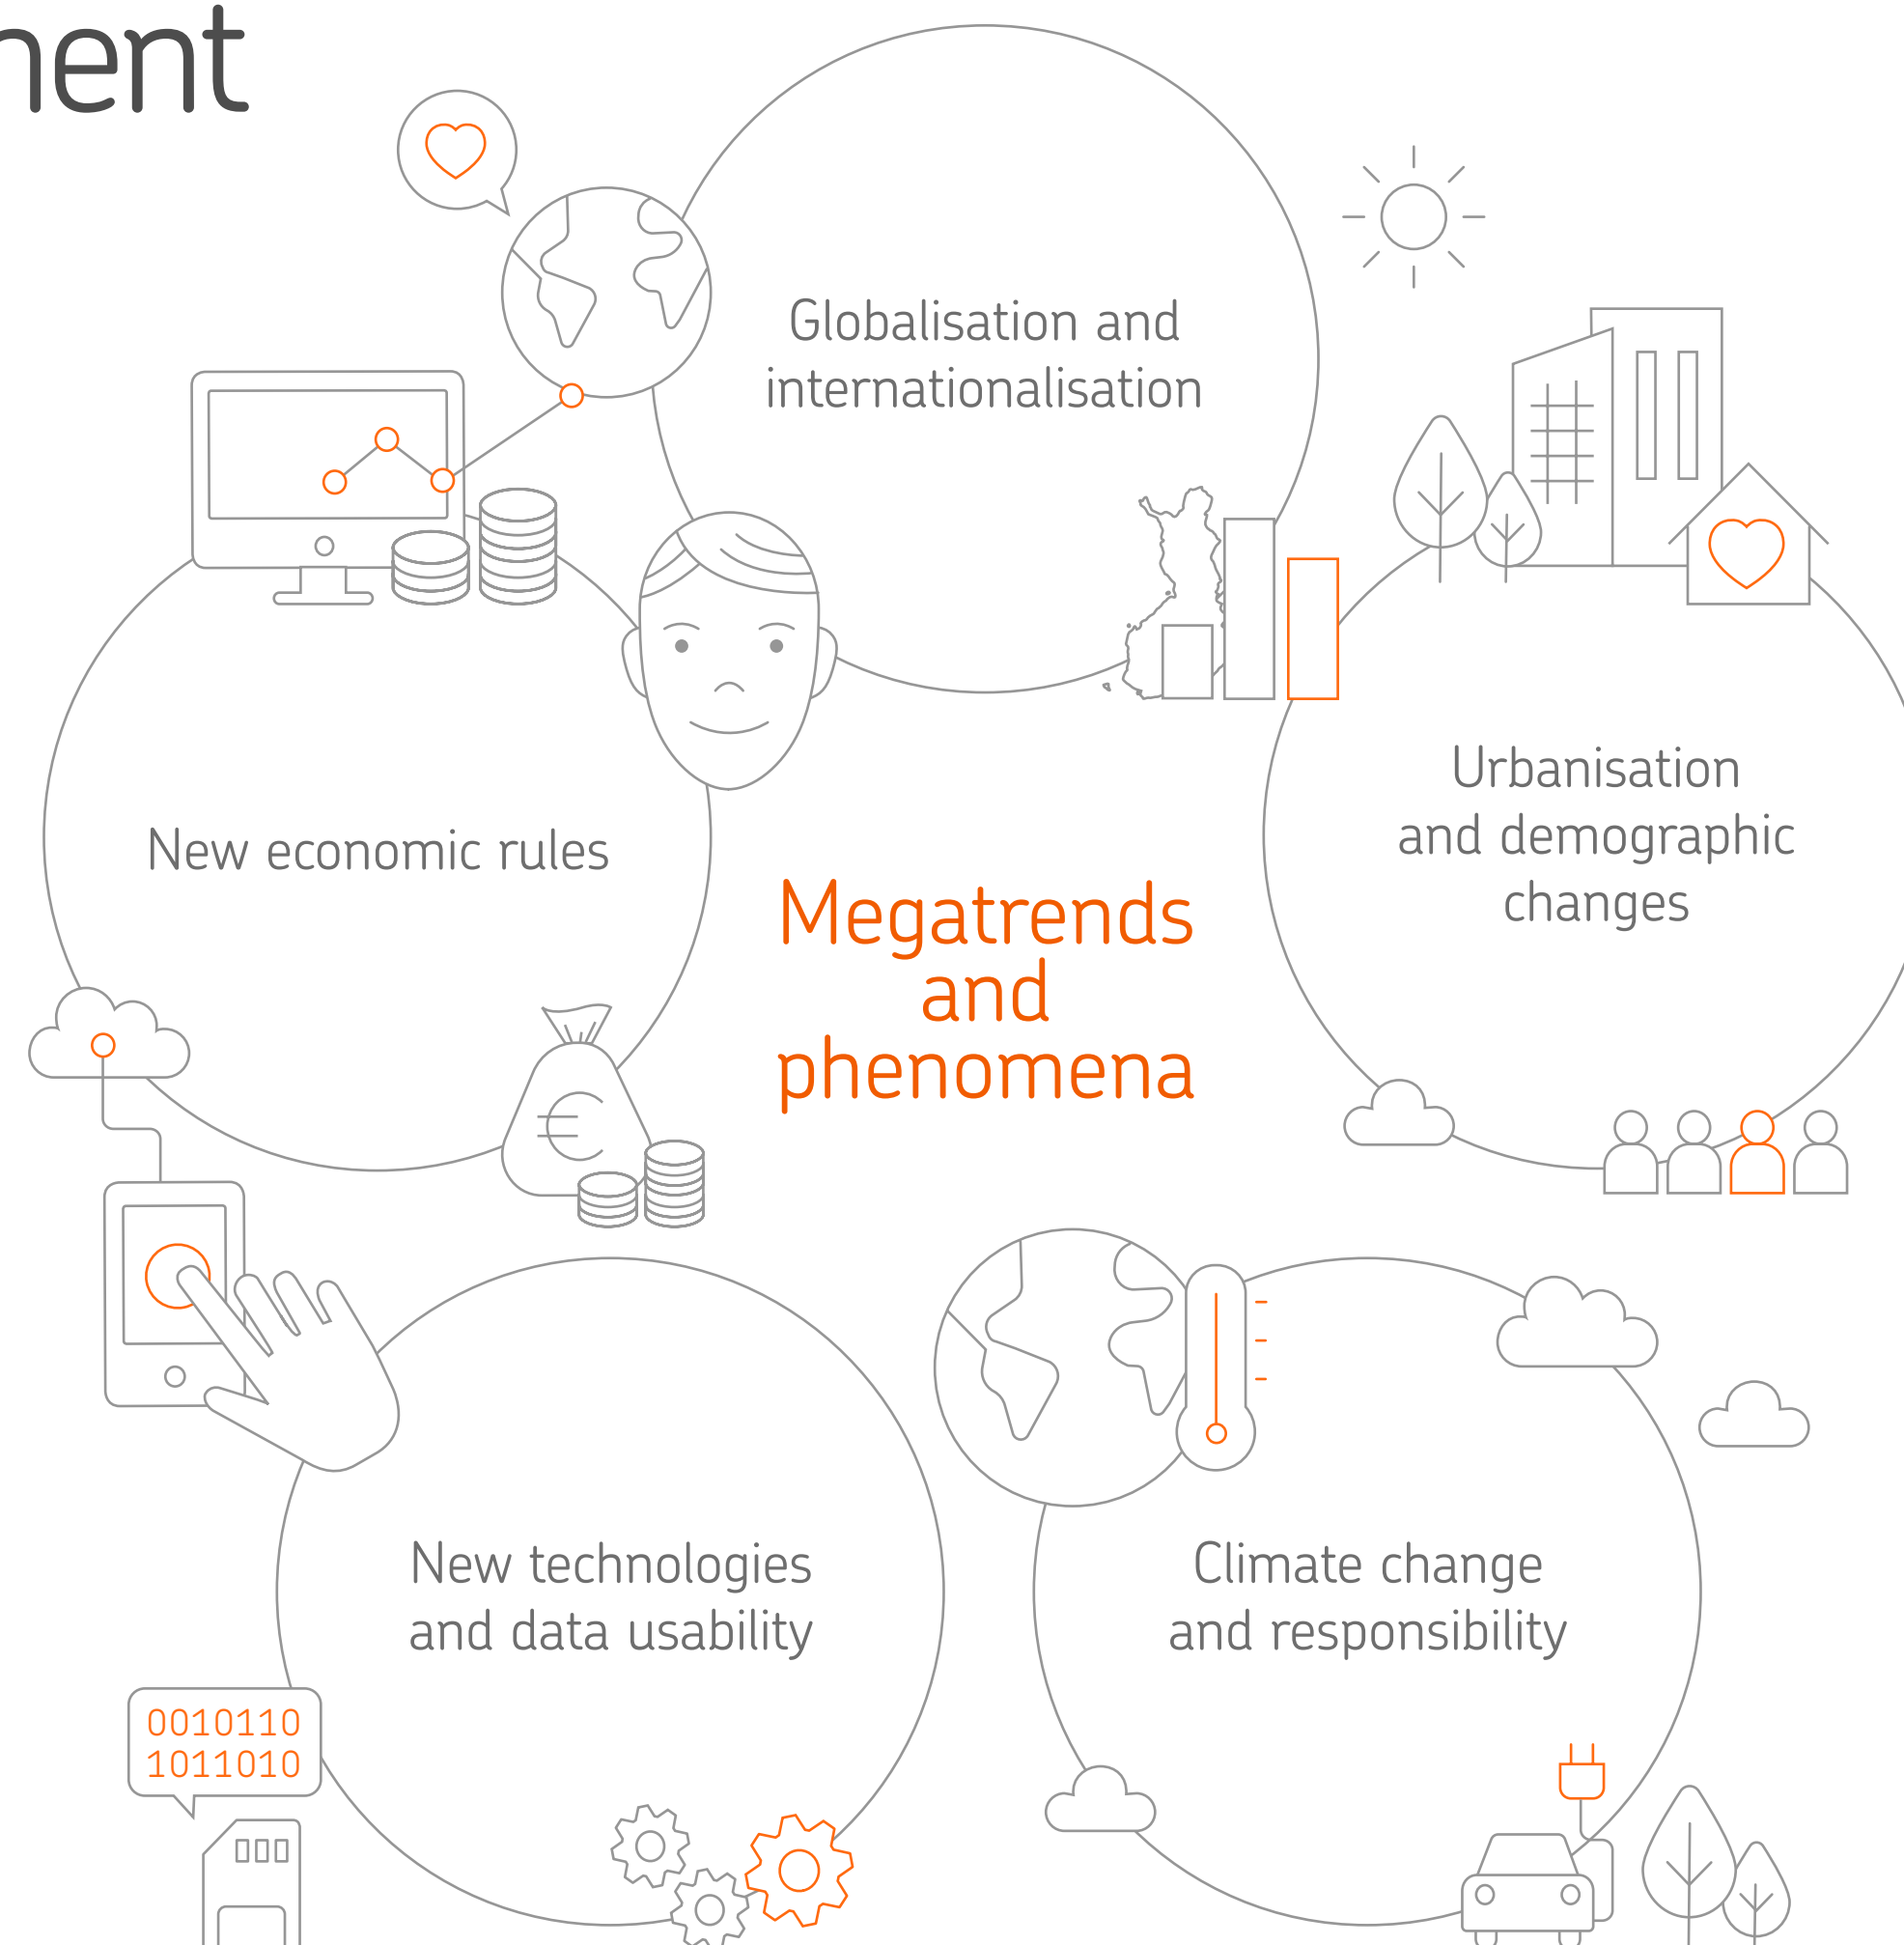 Globalisation and
internationalisation
New economic rules
Urbanisation
and demographic
changes
Megatrends
and
phenomena
€
New technologies
and data usability
Climate change
and responsibility
0010110
1011010